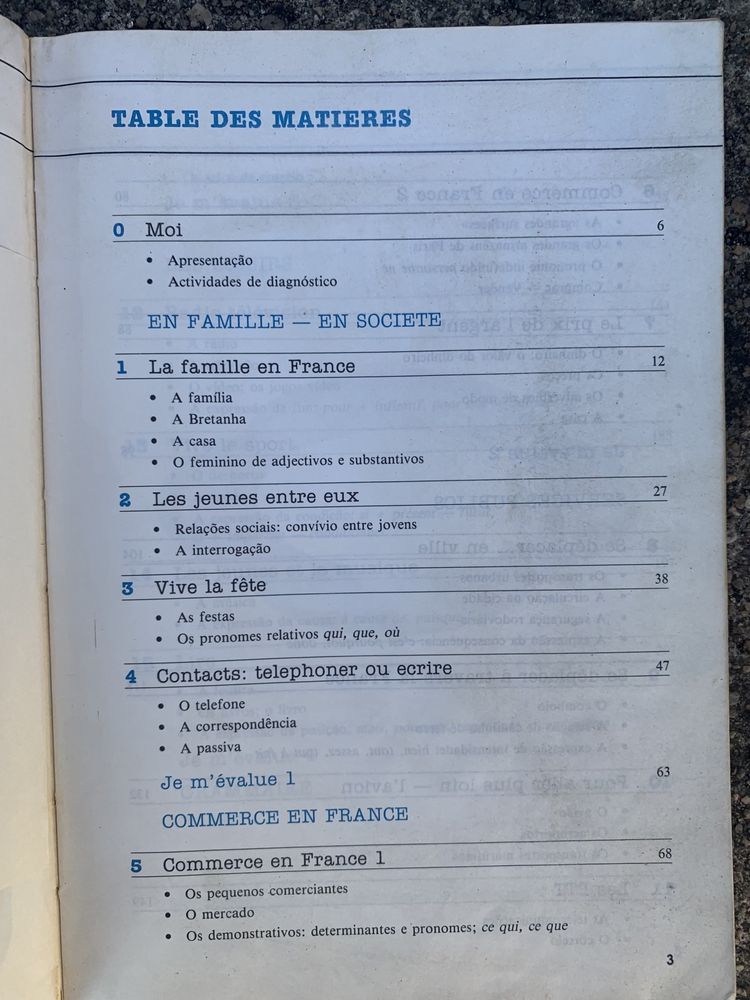 TABLE DES MATIERES
0 Moi 6
• Apresentação
• Actividades de diagnóstico
EN FAMILLE — EN SOCIETE
1 La famille en France 12
• A família
• A Bretanha
• A casa
• O feminino de adjectivos e substantivos
2 Les jeunes entre eux 27
• Relações sociais: convívio entre jovens
• A interrogação
3 Vive la fête 38
• As festas
• Os pronomes relativos qui, que, où
4 Contacts: telephoner ou ecrire 47
• O telefone
• A correspondência
• A passiva
Je m'évalue 1 63
COMMERCE EN FRANCE
5 Commerce en France 1 68
• Os pequenos comerciantes
• O mercado
• Os demonstrativos: determinantes e pronomes; ce qui, ce que
3